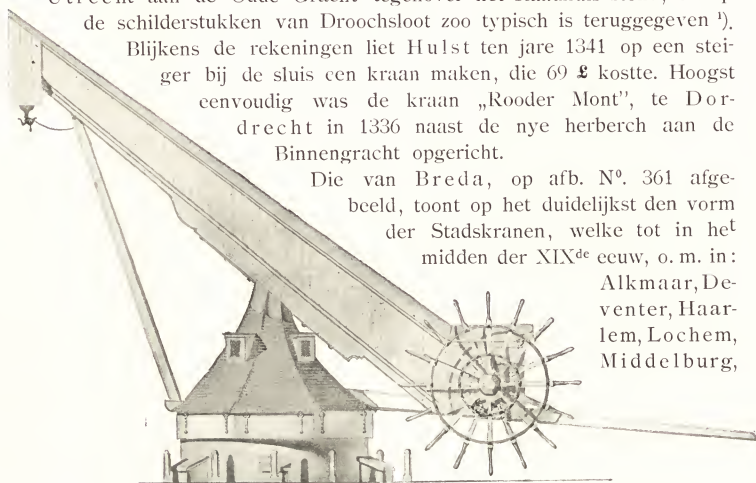 de schilderstukken van Droochsloot zoo typisch is teruggegeven ¹).
Blijkens de rekeningen liet Hulst ten jare 1341 op een stei-
ger bij de sluis een kraan maken, die 69 £ kostte. Hoogst
eenvoudig was de kraan „Rooder Mont”, te Dor-
drecht in 1336 naast de nye herberch aan de
Binnengracht opgericht.
Die van Breda, op afb. Nº. 361 afge-
beeld, toont op het duidelijkst den vorm
der Stadskranen, welke tot in het
midden der XIXde eeuw, o. m. in:
Alkmaar, De-
venter, Haar-
lem, Lochem,
Middelburg,